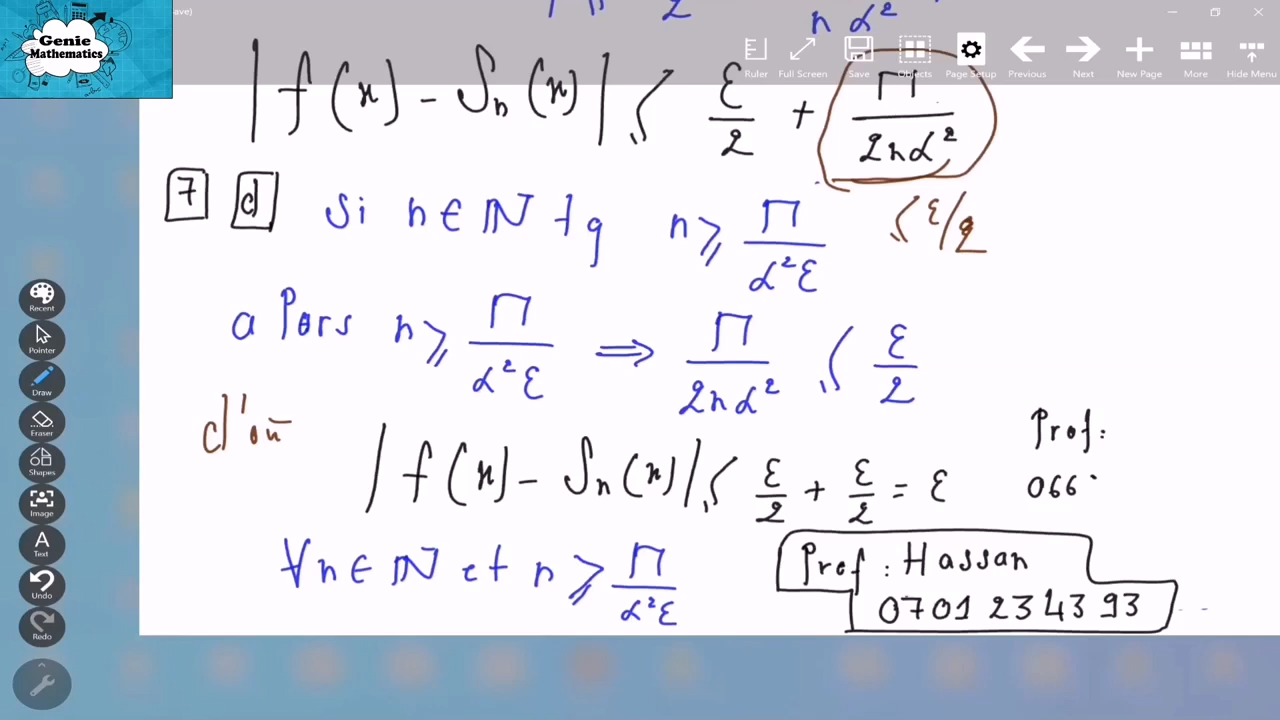 ave)
Genie
Mathematics
n α²
Ruler Full Screen Save Objects Page Setup Previous Next New Page More Hide Menu
|f(x) - Sₙ(x)| ≤ ε/2 + Π/2nα²
≤ ε/2
7 d Si n ∈ ℕ tq n ≥ Π/α²ε
alors n ≥ Π/α²ε ⟹ Π/2nα² ≤ ε/2
d'où
|f(x) - Sₙ(x)| ≤ ε/2 + ε/2 = ε
∀n ∈ ℕ et n ≥ Π/α²ε
Prof :
066
Prof : Hassan
0701 23 43 93
Recent
Pointer
Draw
Eraser
Shapes
Image
Text
Undo
Redo